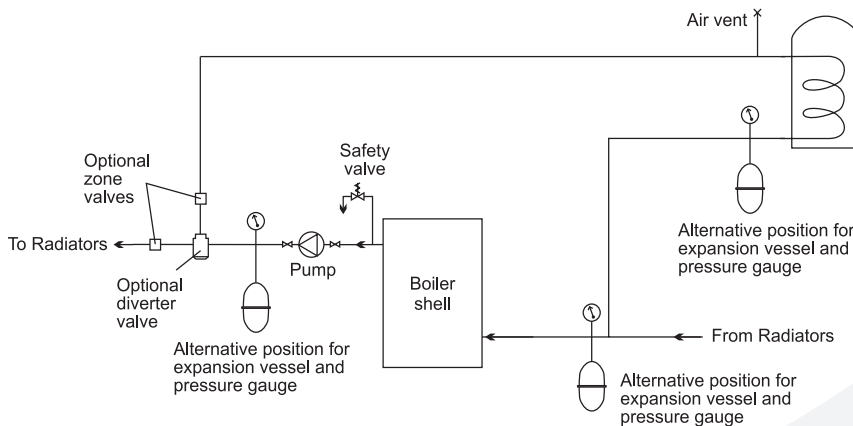 Air vent
Safety
valve
Optional
zone
valves
To Radiators
Pump
Optional
diverter
valve
Boiler
shell
Alternative position for
expansion vessel and
pressure gauge
From Radiators
Alternative position for
expansion vessel and
pressure gauge
Alternative position for
expansion vessel and
pressure gauge